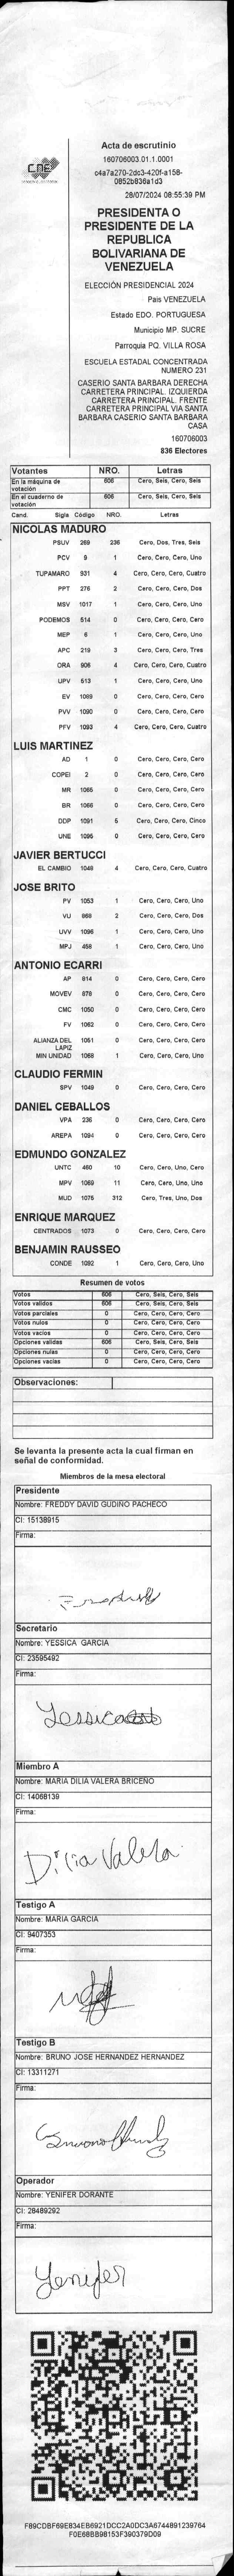 CNE
Acta de escrutinio
160706003.01.1.0001
c4a7a270-2dc3-420f-a158-
0852b836a1d3
28/07/2024 08:55:39 PM
PRESIDENTA O
PRESIDENTE DE LA
REPUBLICA
BOLIVARIANA DE
VENEZUELA
ELECCIÓN PRESIDENCIAL 2024
Pais VENEZUELA
Estado EDO. PORTUGUESA
Municipio MP. SUCRE
Parroquia PQ. VILLA ROSA
ESCUELA ESTADAL CONCENTRADA
NUMERO 231
CASERIO SANTA BARBARA DERECHA
CARRETERA PRINCIPAL. IZQUIERDA
CARRETERA PRINCIPAL. FRENTE
CARRETERA PRINCIPAL VIA SANTA
BARBARA CASERIO SANTA BARBARA
CASA
160706003
836 Electores
Votantes NRO. Letras
En la máquina de votación 606 Cero, Seis, Cero, Seis
En el cuaderno de votación 606 Cero, Seis, Cero, Seis
Cand. Sigla Código NRO. Letras
NICOLAS MADURO
PSUV 269 236 Cero, Dos, Tres, Seis
PCV 9 1 Cero, Cero, Cero, Uno
TUPAMARO 931 4 Cero, Cero, Cero, Cuatro
PPT 276 2 Cero, Cero, Cero, Dos
MSV 1017 1 Cero, Cero, Cero, Uno
PODEMOS 514 0 Cero, Cero, Cero, Cero
MEP 6 1 Cero, Cero, Cero, Uno
APC 219 3 Cero, Cero, Cero, Tres
ORA 906 4 Cero, Cero, Cero, Cuatro
UPV 513 1 Cero, Cero, Cero, Uno
EV 1089 0 Cero, Cero, Cero, Cero
PVV 1090 0 Cero, Cero, Cero, Cero
PFV 1093 4 Cero, Cero, Cero, Cuatro
LUIS MARTINEZ
AD 1 0 Cero, Cero, Cero, Cero
COPEI 2 0 Cero, Cero, Cero, Cero
MR 1065 0 Cero, Cero, Cero, Cero
BR 1066 0 Cero, Cero, Cero, Cero
DDP 1091 5 Cero, Cero, Cero, Cinco
UNE 1095 0 Cero, Cero, Cero, Cero
JAVIER BERTUCCI
EL CAMBIO 1048 4 Cero, Cero, Cero, Cuatro
JOSE BRITO
PV 1053 1 Cero, Cero, Cero, Uno
VU 868 2 Cero, Cero, Cero, Dos
UVV 1096 1 Cero, Cero, Cero, Uno
MPJ 458 1 Cero, Cero, Cero, Uno
ANTONIO ECARRI
AP 814 0 Cero, Cero, Cero, Cero
MOVEV 878 0 Cero, Cero, Cero, Cero
CMC 1050 0 Cero, Cero, Cero, Cero
FV 1062 0 Cero, Cero, Cero, Cero
ALIANZA DEL LAPIZ 1051 0 Cero, Cero, Cero, Cero
MIN UNIDAD 1068 1 Cero, Cero, Cero, Uno
CLAUDIO FERMIN
SPV 1049 0 Cero, Cero, Cero, Cero
DANIEL CEBALLOS
VPA 236 0 Cero, Cero, Cero, Cero
AREPA 1094 0 Cero, Cero, Cero, Cero
EDMUNDO GONZALEZ
UNTC 460 10 Cero, Cero, Uno, Cero
MPV 1069 11 Cero, Cero, Uno, Uno
MUD 1075 312 Cero, Tres, Uno, Dos
ENRIQUE MARQUEZ
CENTRADOS 1073 0 Cero, Cero, Cero, Cero
BENJAMIN RAUSSEO
CONDE 1092 1 Cero, Cero, Cero, Uno
Resumen de votos
Votos 606 Cero, Seis, Cero, Seis
Votos validos 606 Cero, Seis, Cero, Seis
Votos parciales 0 Cero, Cero, Cero, Cero
Votos nulos 0 Cero, Cero, Cero, Cero
Votos vacios 0 Cero, Cero, Cero, Cero
Opciones validas 606 Cero, Seis, Cero, Seis
Opciones nulas 0 Cero, Cero, Cero, Cero
Opciones vacias 0 Cero, Cero, Cero, Cero
Observaciones:
Se levanta la presente acta la cual firman en
señal de conformidad.
Miembros de la mesa electoral
Presidente
Nombre: FREDDY DAVID GUDINO PACHECO
CI: 15138915
Firma:
Secretario
Nombre: YESSICA GARCIA
CI: 23595492
Firma:
Yessica
Miembro A
Nombre: MARIA DILIA VALERA BRICEÑO
CI: 14068139
Firma:
Dilia Valera
Testigo A
Nombre: MARIA GARCIA
CI: 9407353
Firma:
Testigo B
Nombre: BRUNO JOSE HERNANDEZ HERNANDEZ
CI: 13311271
Firma:
Operador
Nombre: YENIFER DORANTE
CI: 28489292
Firma:
Yenifer
F89CDBF69E834EB6921DCC2A0DC3A6744891239764
F0E68BB98153F390379D09